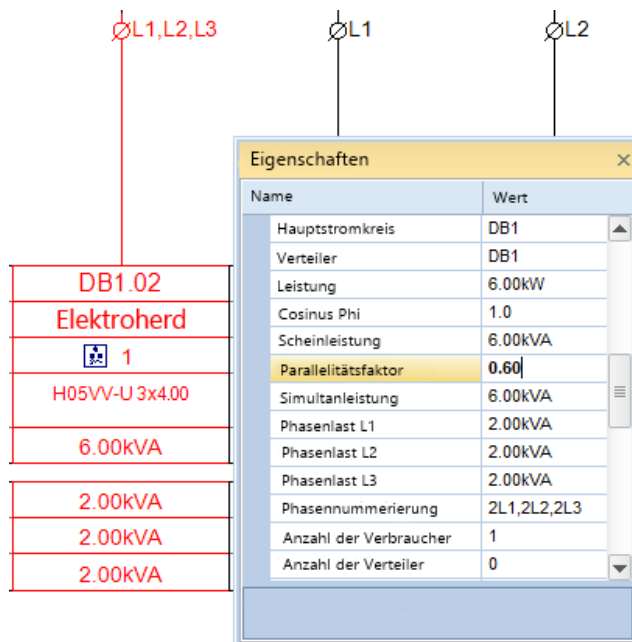 L1,L2,L3
L1
L2
DB1.02
Elektroherd
1
H05VV-U 3x4.00
6.00kVA
2.00kVA
2.00kVA
2.00kVA
Eigenschaften
Name Wert
Hauptstromkreis DB1
Verteiler DB1
Leistung 6.00kW
Cosinus Phi 1.0
Scheinleistung 6.00kVA
Parallelitätsfaktor 0.60
Simultanleistung 6.00kVA
Phasenlast L1 2.00kVA
Phasenlast L2 2.00kVA
Phasenlast L3 2.00kVA
Phasennummerierung 2L1,2L2,2L3
Anzahl der Verbraucher 1
Anzahl der Verteiler 0